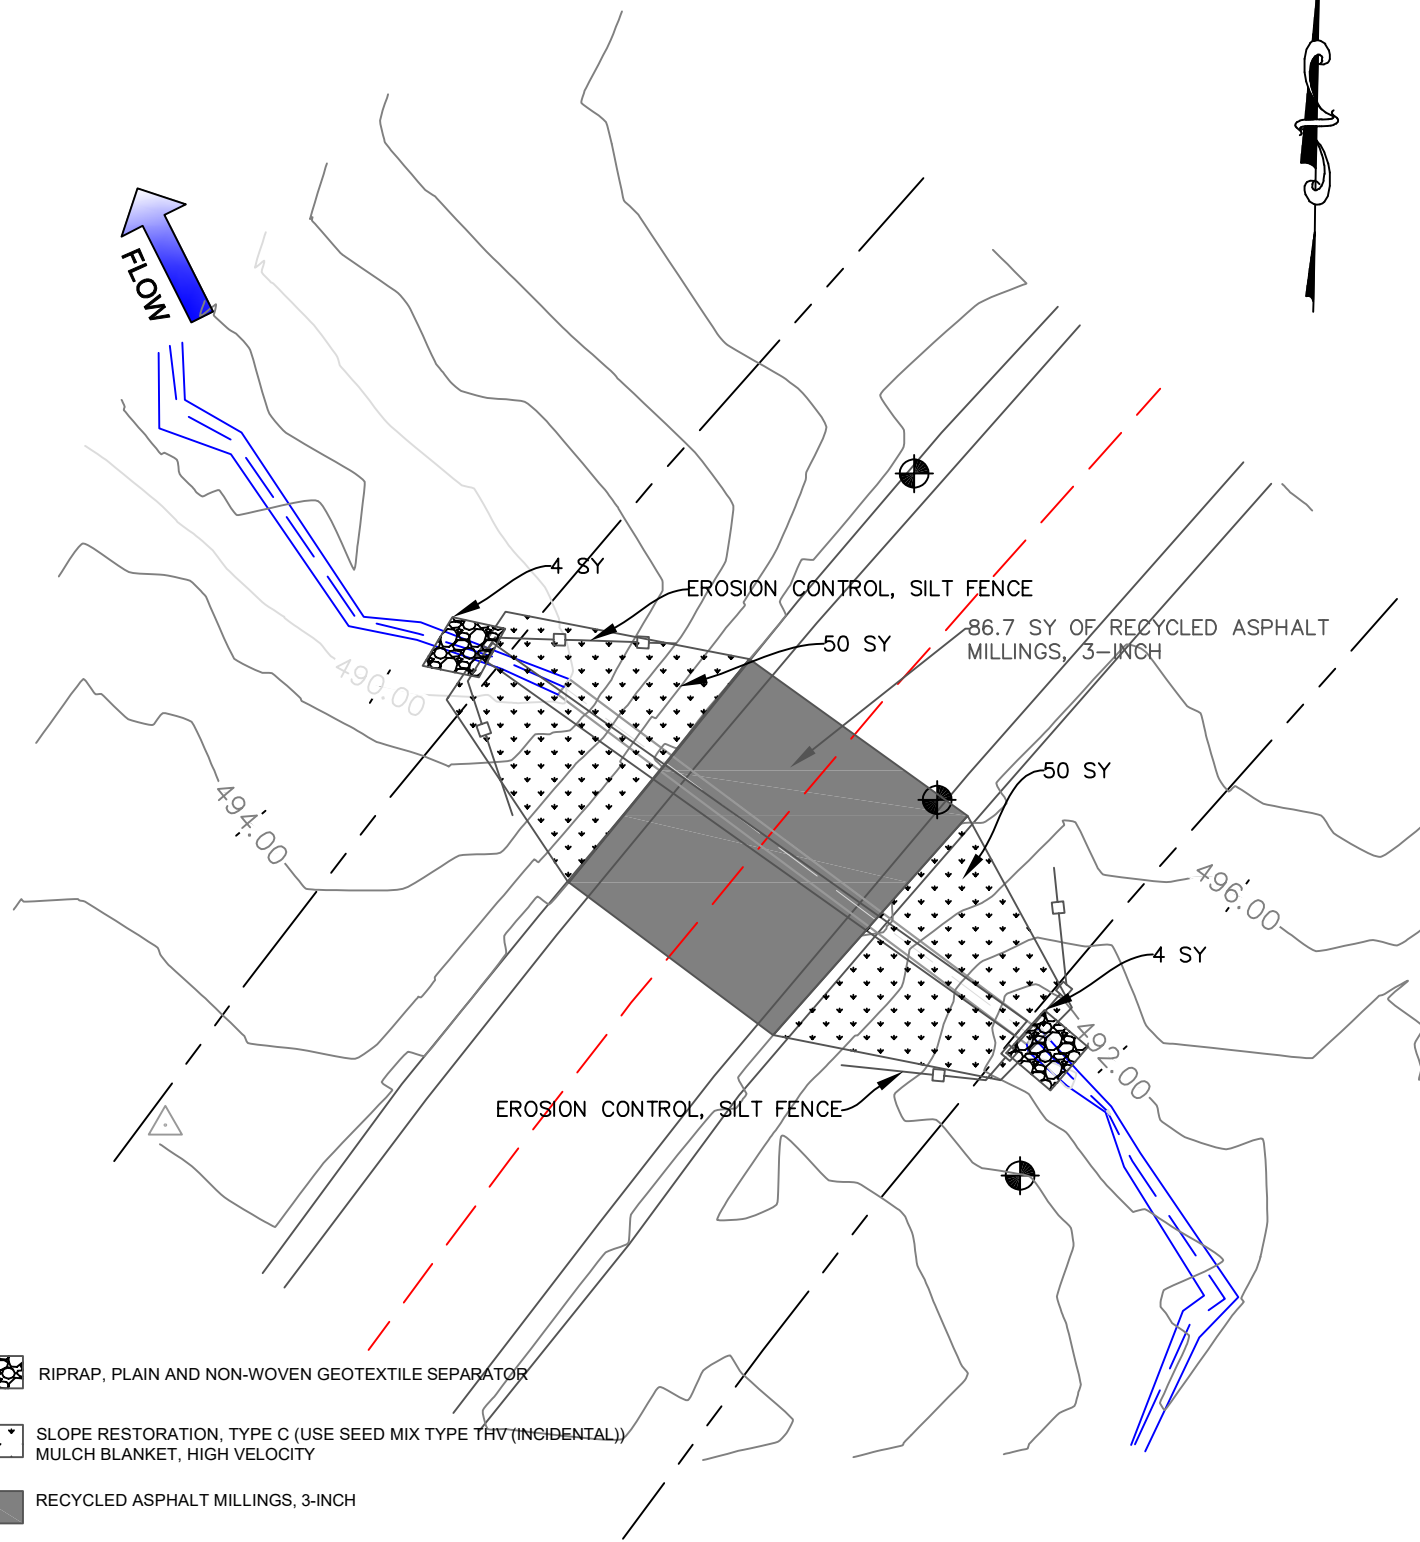 FLOW
4 SY
EROSION CONTROL, SILT FENCE
86.7 SY OF RECYCLED ASPHALT
MILLINGS, 3-INCH
50 SY
490.00
50 SY
494.00
496.00
4 SY
492.00
EROSION CONTROL, SILT FENCE
RIPRAP, PLAIN AND NON-WOVEN GEOTEXTILE SEPARATOR
SLOPE RESTORATION, TYPE C (USE SEED MIX TYPE THV (INCIDENTAL))
MULCH BLANKET, HIGH VELOCITY
RECYCLED ASPHALT MILLINGS, 3-INCH